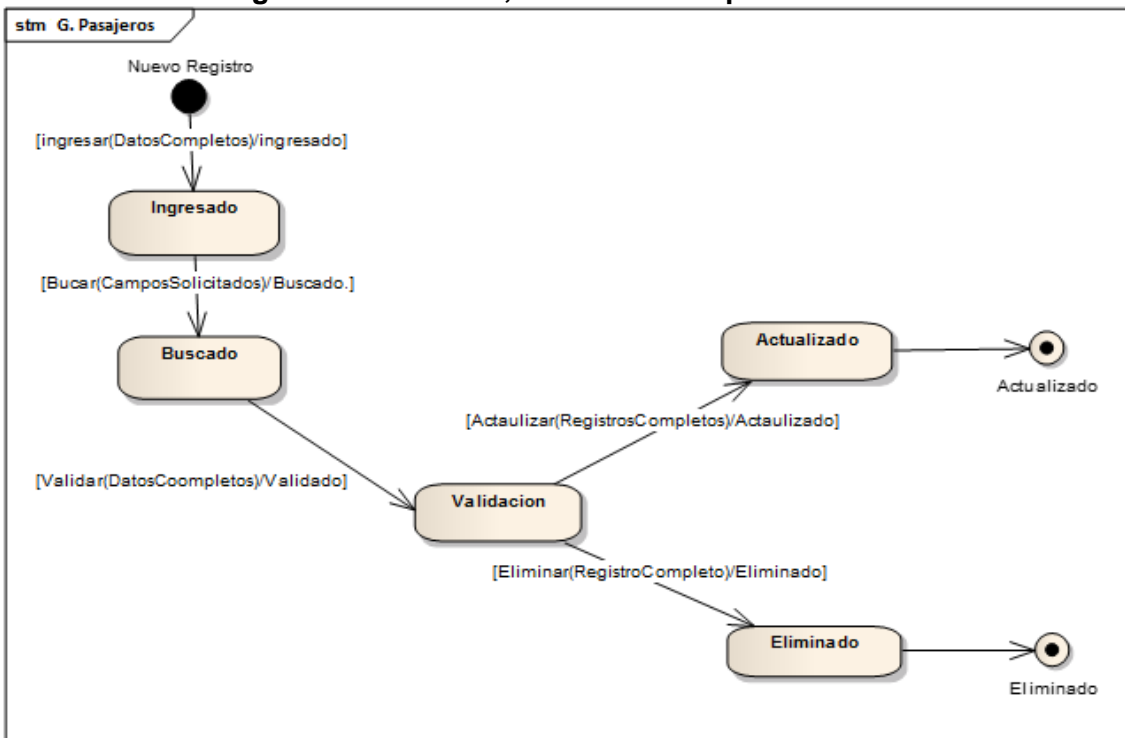 stm G. Pasajeros
Nuevo Registro
[ingresar(DatosCompletos)/ingresado]
Ingresado
[Bucar(CamposSolicitados)/Buscado.]
Buscado
Actualizado
Actualizado
[Actaulizar(RegistrosCompletos)/Actaulizado]
[Validar(DatosCoompletos)/Validado]
Validacion
[Eliminar(RegistroCompleto)/Eliminado]
Eliminado
Eliminado